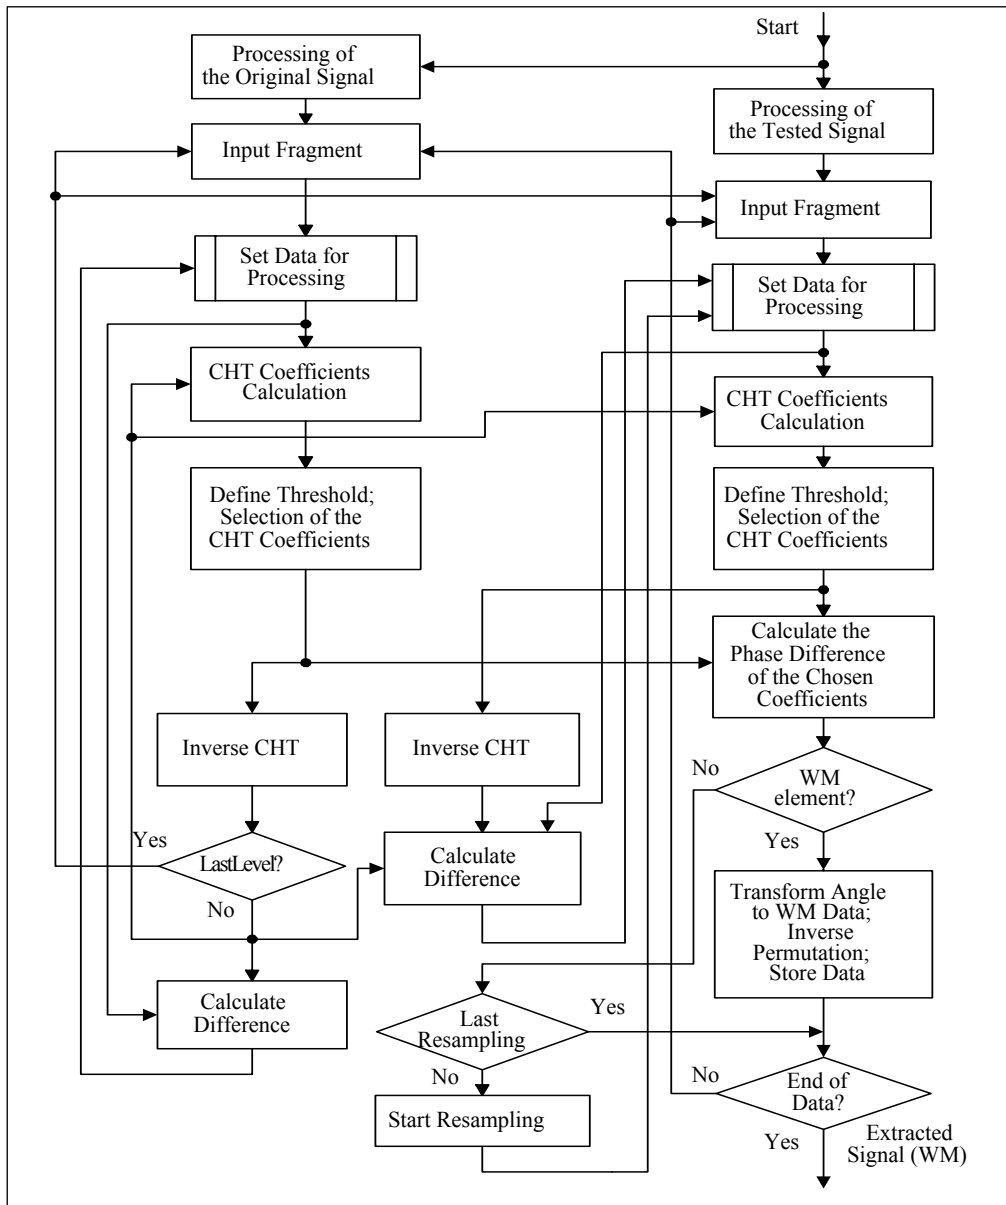 Start
Processing of
the Original Signal
Processing of
the Tested Signal
Input Fragment
Input Fragment
Set Data for
Processing
Set Data for
Processing
CHT Coefficients
Calculation
CHT Coefficients
Calculation
Define Threshold;
Selection of the
CHT Coefficients
Define Threshold;
Selection of the
CHT Coefficients
Calculate the
Phase Difference
of the Chosen
Coefficients
Inverse CHT
Inverse CHT
No
WM
element?
Yes
Yes
LastLevel?
No
Calculate
Difference
Transform Angle
to WM Data;
Inverse
Permutation;
Store Data
Calculate
Difference
Last
Resampling
Yes
No
Start Resampling
No
End of
Data?
Yes
Extracted
Signal (WM)